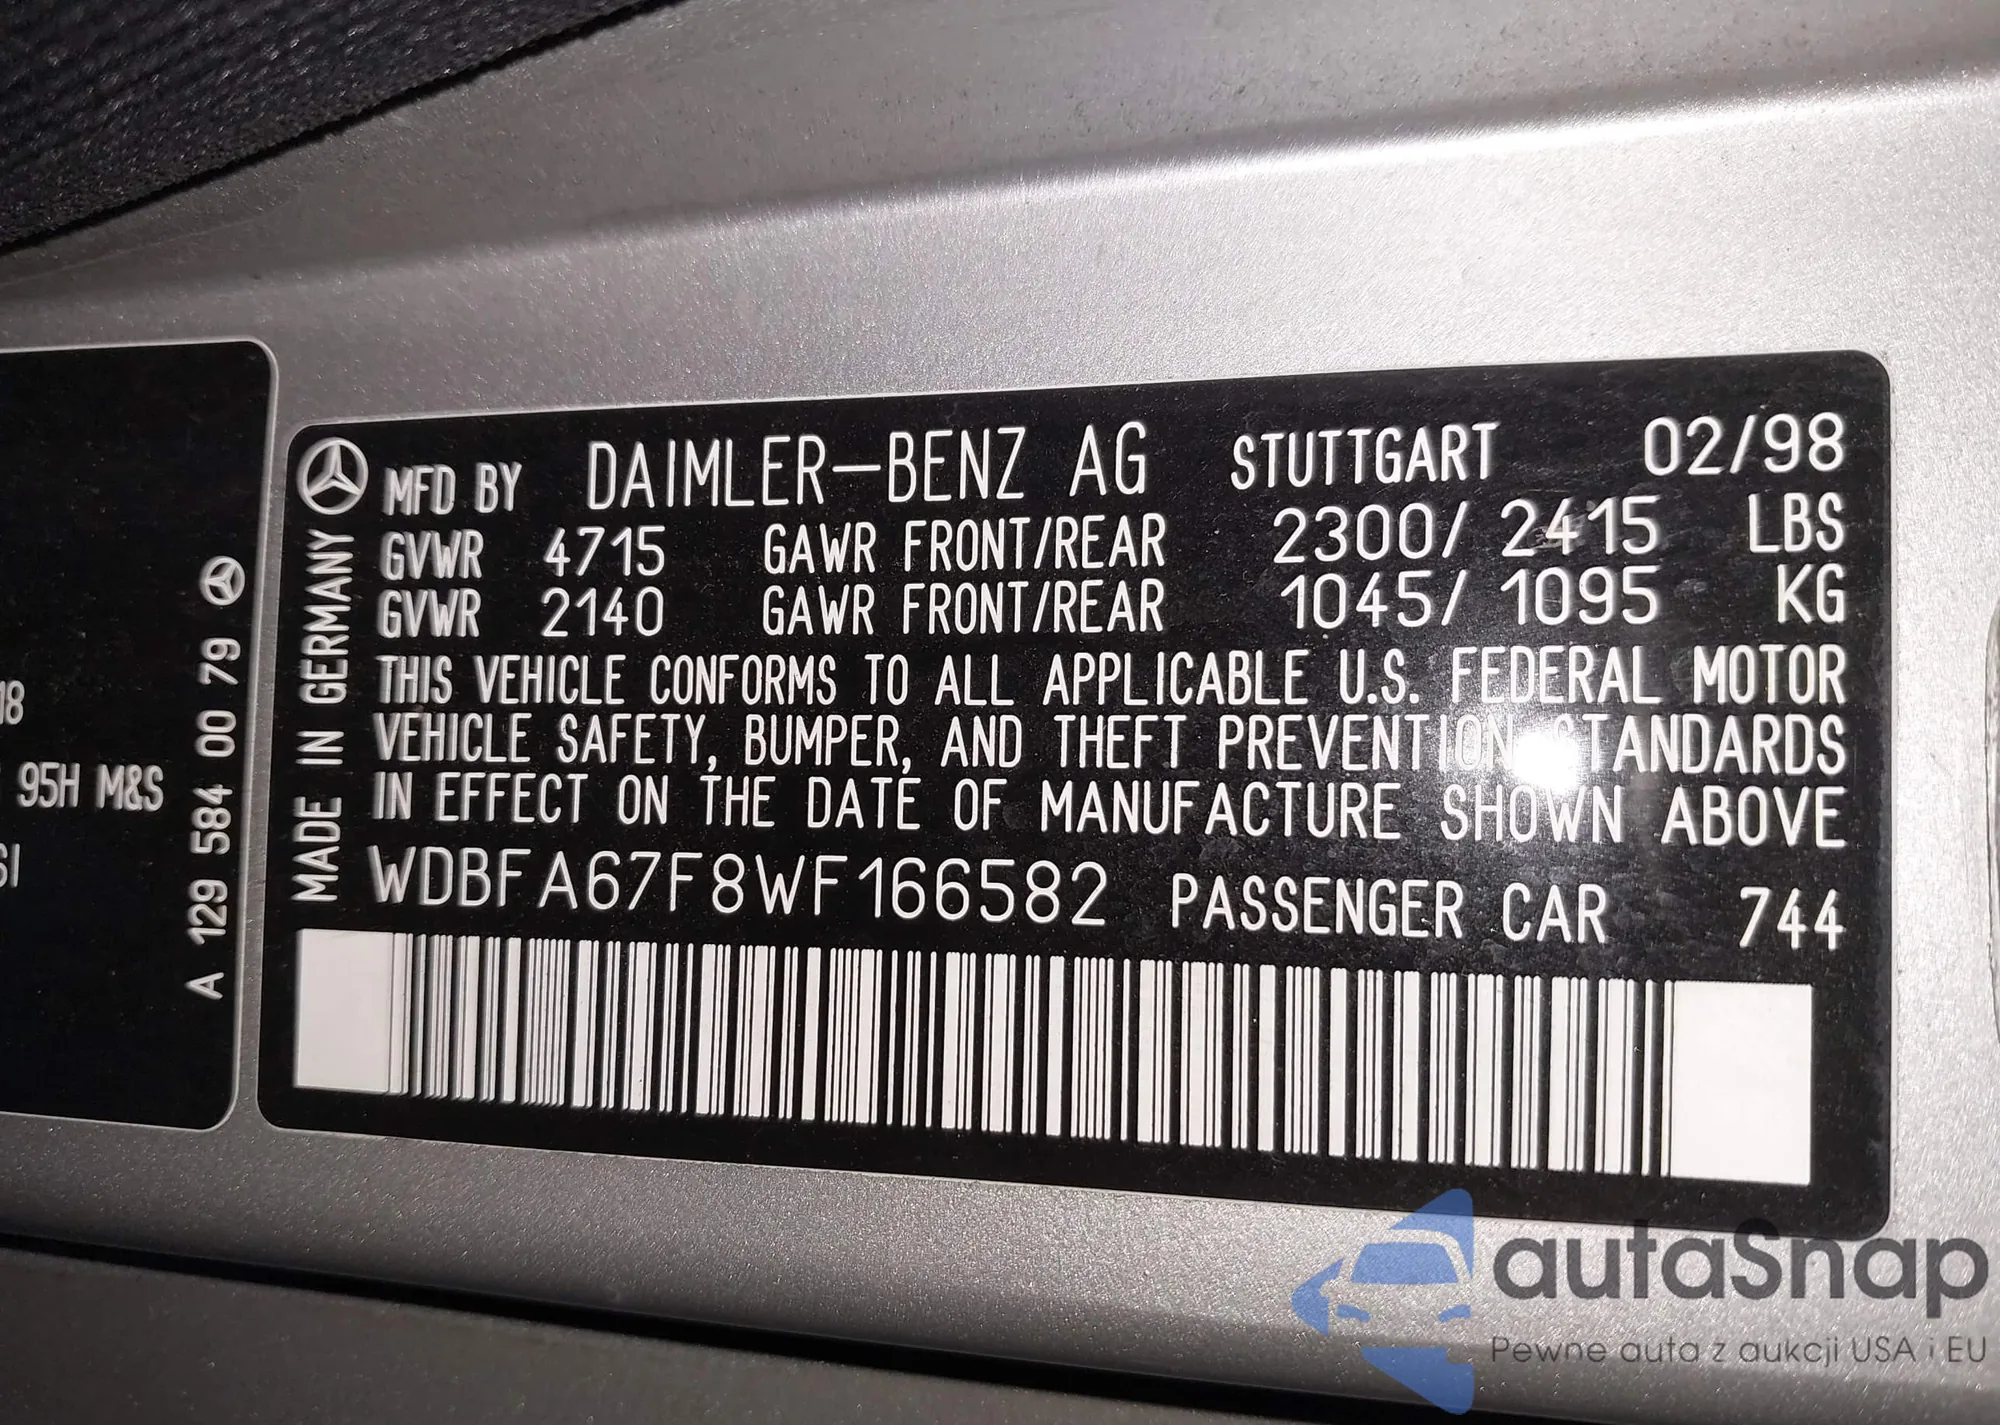 18
95H M&S
SI
A 129 584 00 79
MADE IN GERMANY
MFD BY DAIMLER-BENZ AG STUTTGART 02/98
GVWR 4715 GAWR FRONT/REAR 2300/ 2415 LBS
GVWR 2140 GAWR FRONT/REAR 1045/ 1095 KG
THIS VEHICLE CONFORMS TO ALL APPLICABLE U.S. FEDERAL MOTOR
VEHICLE SAFETY, BUMPER, AND THEFT PREVENTION STANDARDS
IN EFFECT ON THE DATE OF MANUFACTURE SHOWN ABOVE
WDBFA67F8WF166582 PASSENGER CAR 744
autaSnap
Pewne auta z aukcji USA i EU